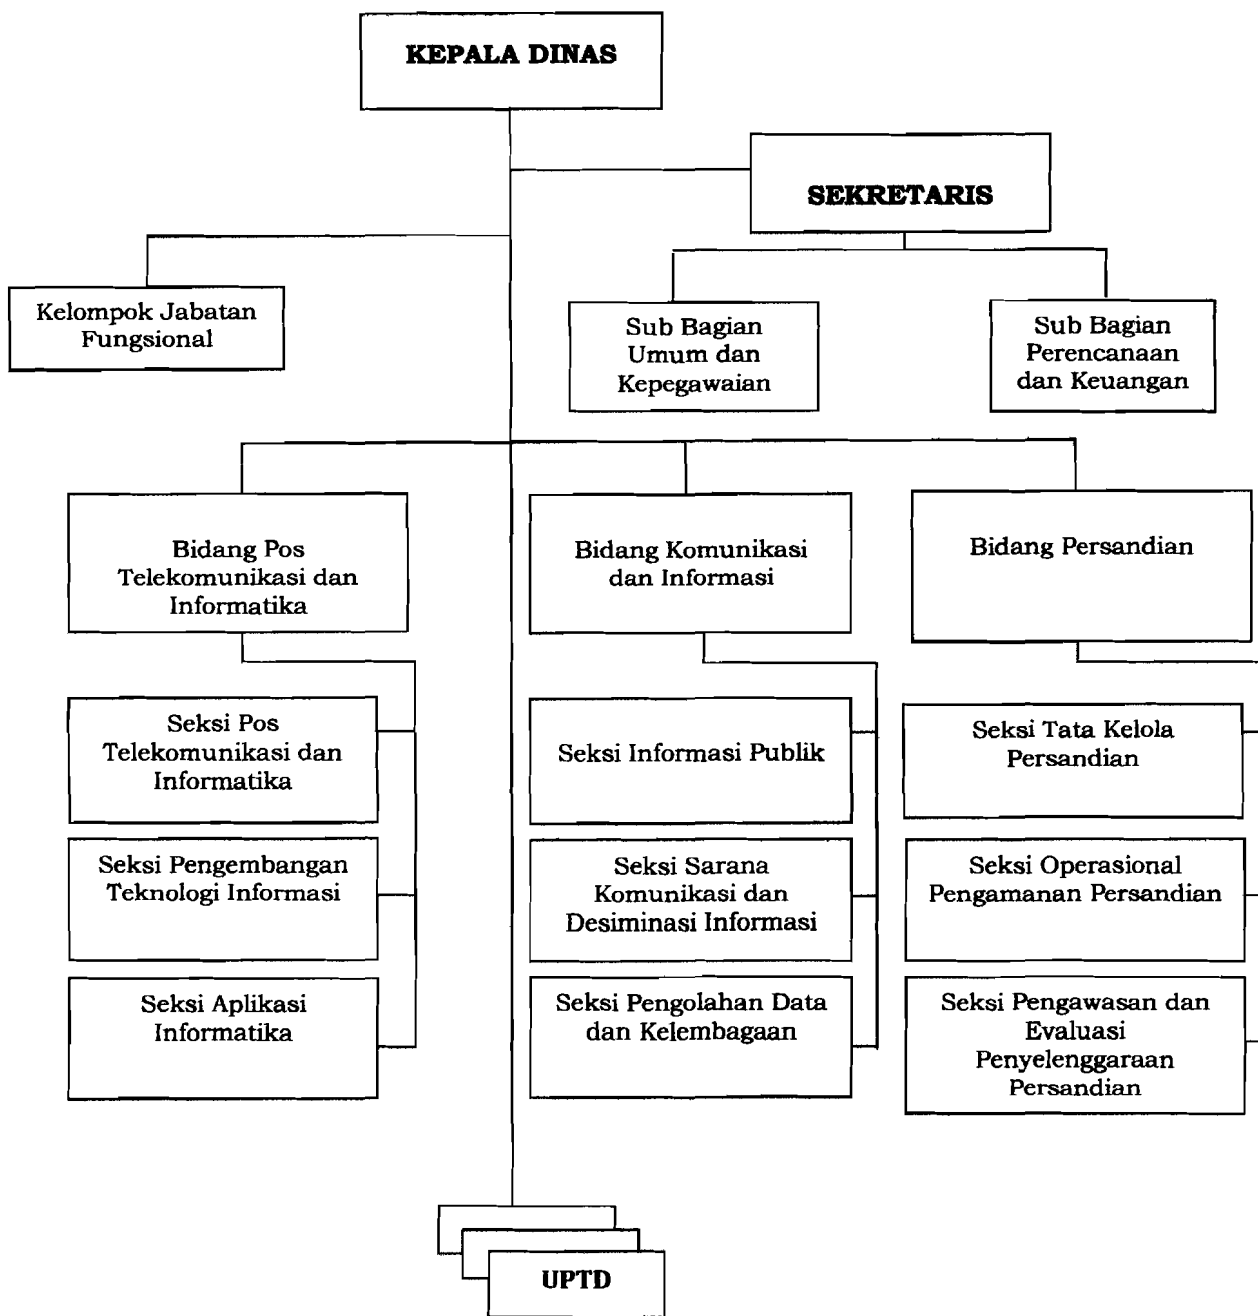 KEPALA DINAS
SEKRETARIS
Kelompok Jabatan
Fungsional
Sub Bagian
Umum dan
Kepegawaian
Sub Bagian
Perencanaan
dan Keuangan
Bidang Pos
Telekomunikasi dan
Informatika
Bidang Komunikasi
dan Informasi
Bidang Persandian
Seksi Pos
Telekomunikasi dan
Informatika
Seksi Informasi Publik
Seksi Tata Kelola
Persandian
Seksi Pengembangan
Teknologi Informasi
Seksi Sarana
Komunikasi dan
Desiminasi Informasi
Seksi Operasional
Pengamanan Persandian
Seksi Aplikasi
Informatika
Seksi Pengolahan Data
dan Kelembagaan
Seksi Pengawasan dan
Evaluasi
Penyelenggaraan
Persandian
UPTD